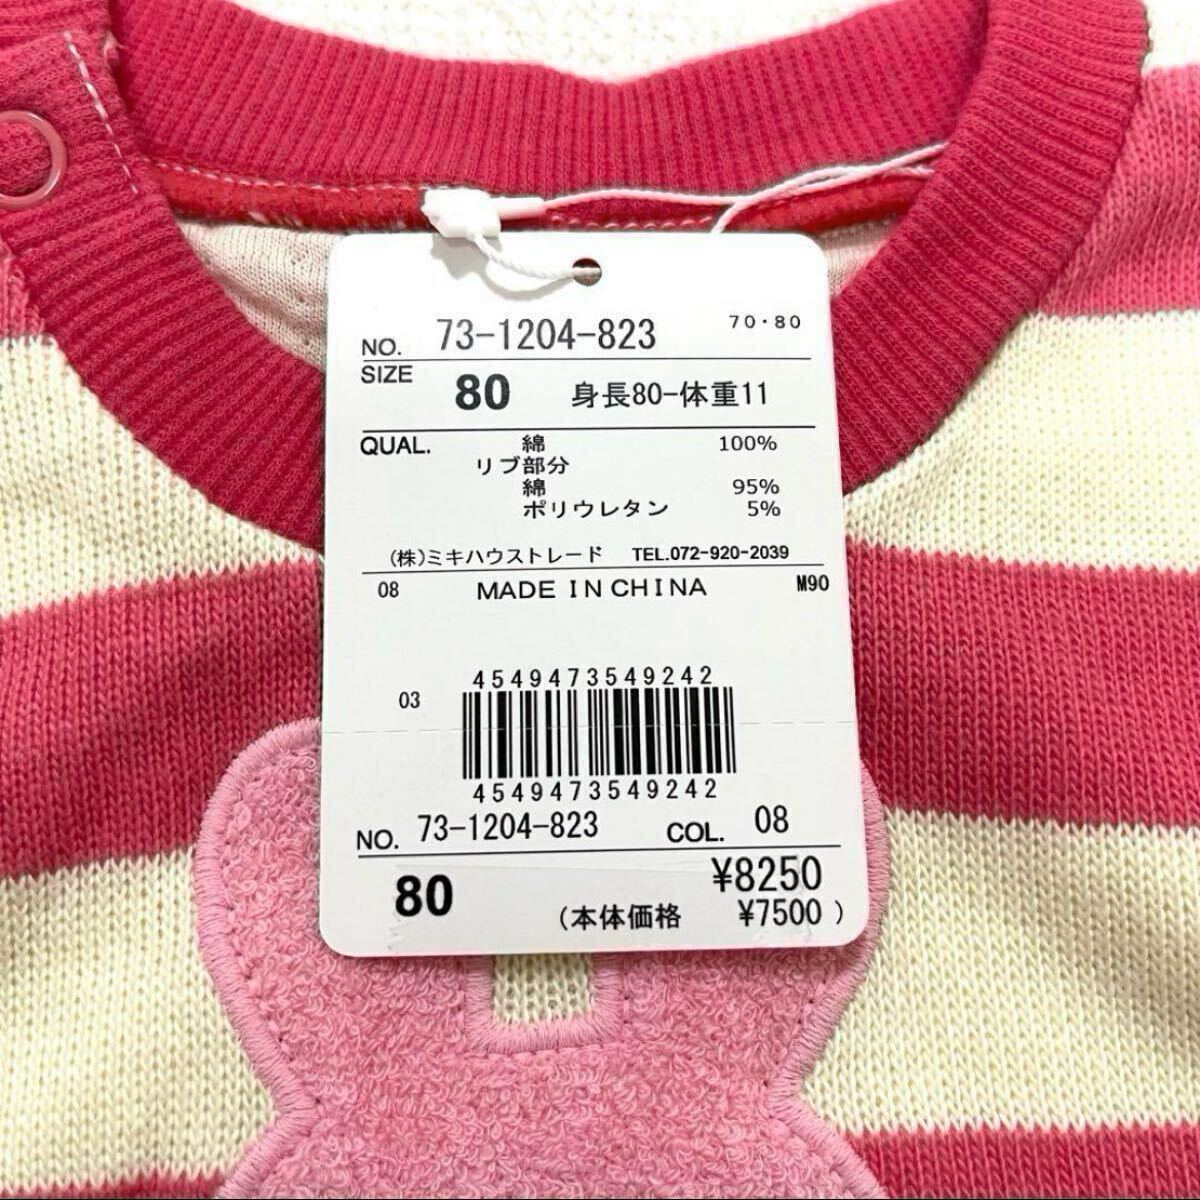 NO. 73-1204-823 70・80
SIZE 80 身長80-体重11
QUAL. 綿 100%
リブ部分
綿 95%
ポリウレタン 5%
(株)ミキハウストレード TEL.072-920-2039
08 MADE IN CHINA M90
4549473549242
03
4549473549242
NO. 73-1204-823 COL. 08
80 ¥8250
(本体価格 ¥7500 )